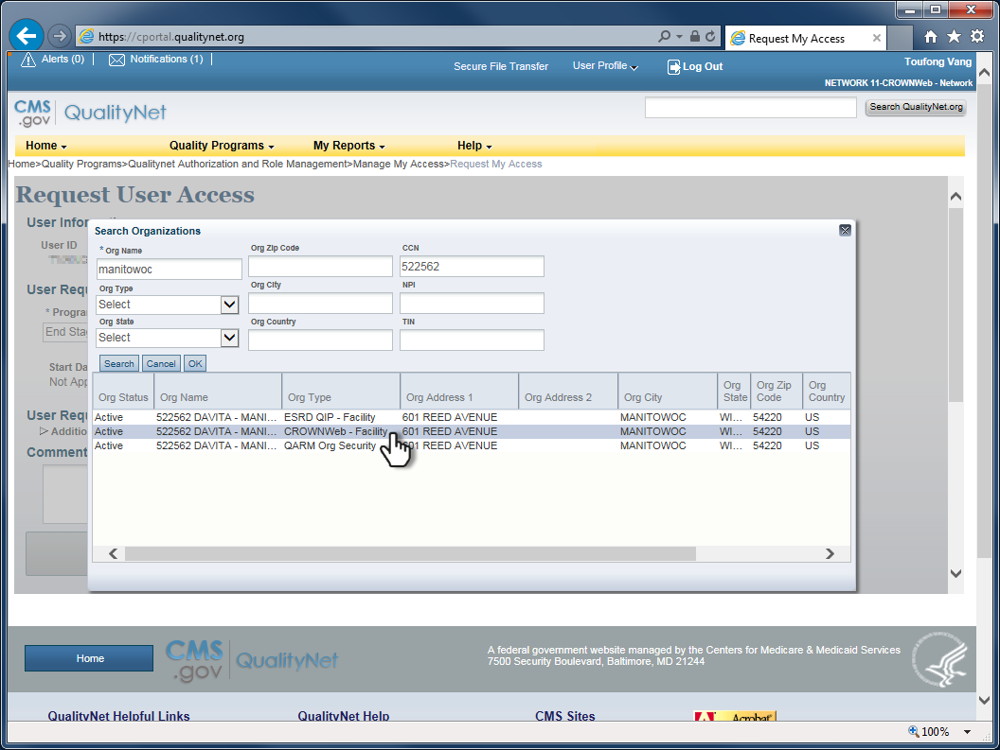 https://cportal.qualitynet.org
Request My Access
Alerts (0)
Notifications (1)
Secure File Transfer
User Profile
Log Out
Toufong Vang
NETWORK 11-CROWNWeb - Network
CMS
.gov
QualityNet
Search QualityNet.org
Home
Quality Programs
My Reports
Help
Home>Quality Programs>Qualitynet Authorization and Role Management>Manage My Access>Request My Access
Request User Access
User Infor
User ID
User Requ
* Program
End Stag
Start Da
Not App
User Requ
Additio
Comment
Search Organizations
* Org Name
Org Zip Code
CCN
manitowoc
522562
Org Type
Org City
NPI
Select
Org State
Org Country
TIN
Select
Search
Cancel
OK
Org Status Org Name Org Type Org Address 1 Org Address 2 Org City Org State Org Zip Code Org Country
Active 522562 DAVITA - MANI... ESRD QIP - Facility 601 REED AVENUE MANITOWOC WI... 54220 US
Active 522562 DAVITA - MANI... CROWNWeb - Facility 601 REED AVENUE MANITOWOC WI... 54220 US
Active 522562 DAVITA - MANI... QARM Org Security 601 REED AVENUE MANITOWOC WI... 54220 US
Home
CMS
.gov
QualityNet
A federal government website managed by the Centers for Medicare & Medicaid Services
7500 Security Boulevard, Baltimore, MD 21244
QualityNet Helpful Links
QualityNet Help
CMS Sites
Acrobat
100%